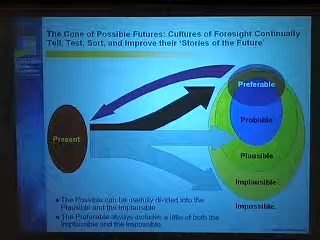 The Cone of Possible Futures: Cultures of Foresight Continually
Tell, Test, Sort, and Improve their 'Stories of the Future'
Preferable
Probable
Present
Plausible
Implausible
Impossible
The Possible can be usefully divided into the
Plausible and the Implausible.
The Preferable always includes a little of both the
Implausible and the Impossible.